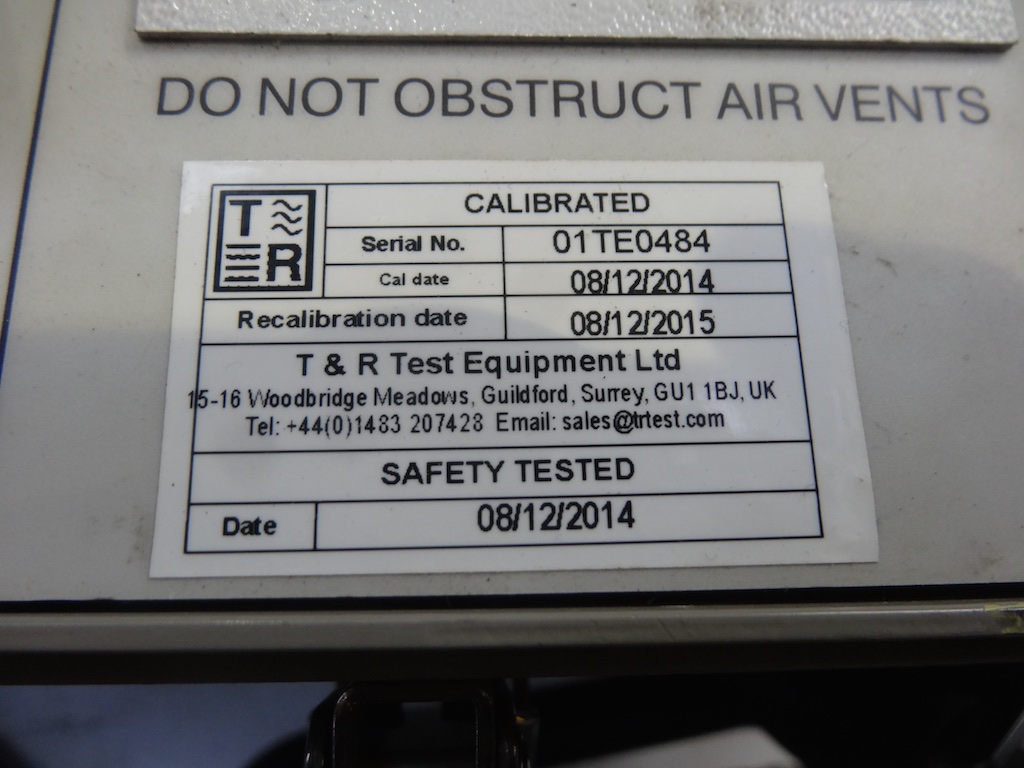 DO NOT OBSTRUCT AIR VENTS
T
R
CALIBRATED
Serial No. 01TE0484
Cal date 08/12/2014
Recalibration date 08/12/2015
T & R Test Equipment Ltd
15-16 Woodbridge Meadows, Guildford, Surrey, GU1 1BJ, UK
Tel: +44(0)1483 207428 Email: sales@trtest.com
SAFETY TESTED
Date 08/12/2014